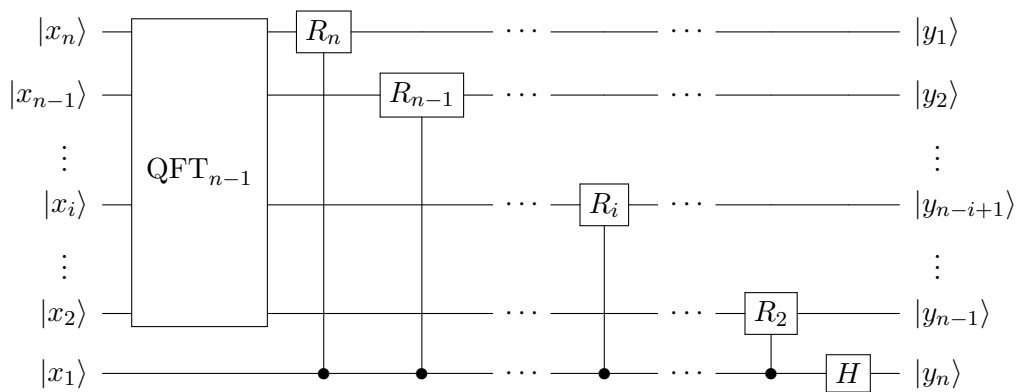 |x_n⟩ R_n ··· ··· |y_1⟩
|x_{n−1}⟩ R_{n−1} ··· ··· |y_2⟩
⋮ QFT_{n−1} ⋮
|x_i⟩ ··· R_i ··· |y_{n−i+1}⟩
⋮ ⋮
|x_2⟩ ··· ··· R_2 |y_{n−1}⟩
|x_1⟩ ··· ··· H |y_n⟩